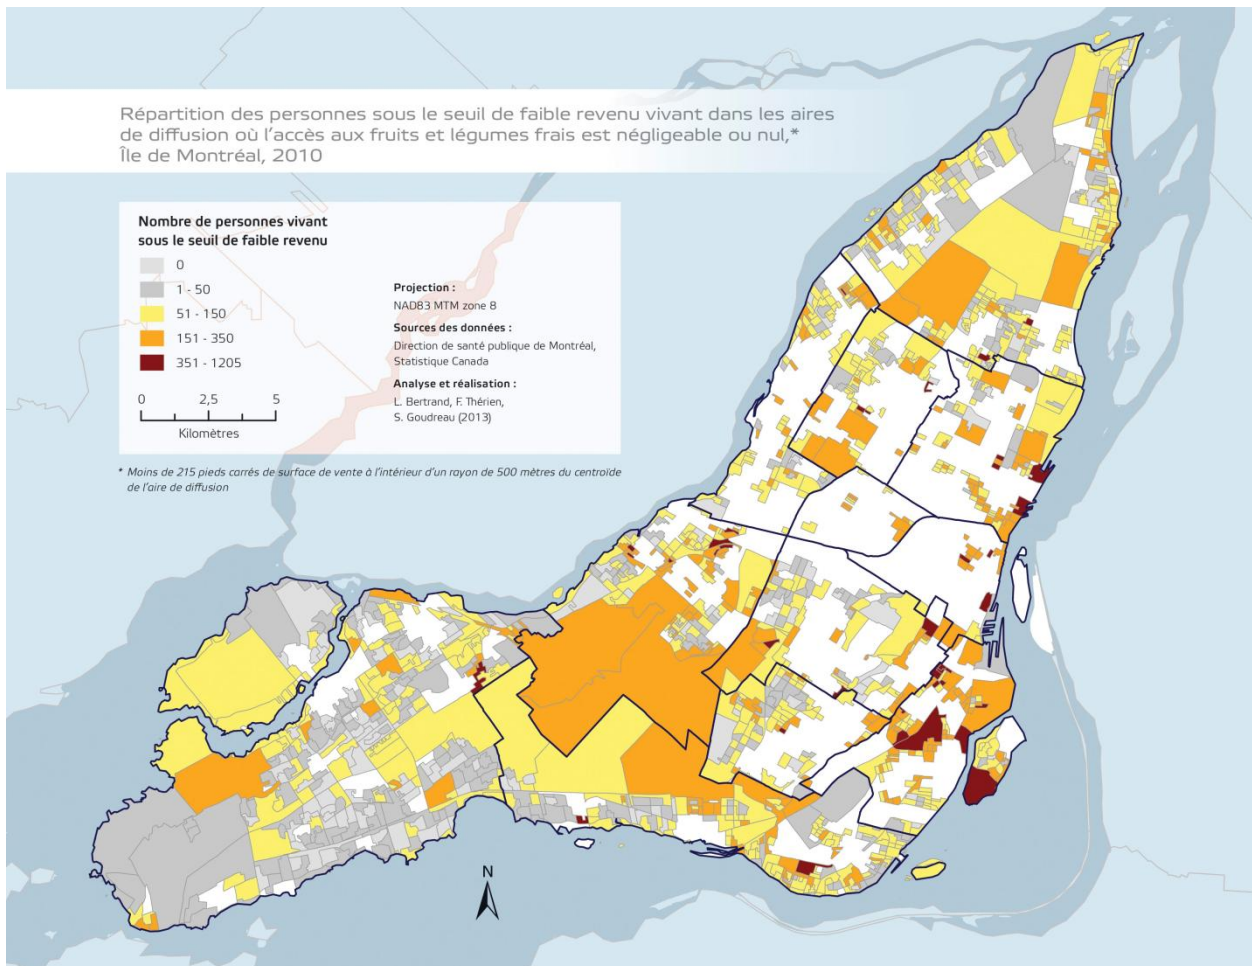 Répartition des personnes sous le seuil de faible revenu vivant dans les aires
de diffusion où l'accès aux fruits et légumes frais est négligeable ou nul,*
Île de Montréal, 2010
Nombre de personnes vivant
sous le seuil de faible revenu
0
1 - 50
51 - 150
151 - 350
351 - 1205
0 2,5 5
Kilomètres
Projection :
NAD83 MTM zone 8
Sources des données :
Direction de santé publique de Montréal,
Statistique Canada
Analyse et réalisation :
L. Bertrand, F. Thérien,
S. Goudreau (2013)
* Moins de 215 pieds carrés de surface de vente à l'intérieur d'un rayon de 500 mètres du centroïde
de l'aire de diffusion
N